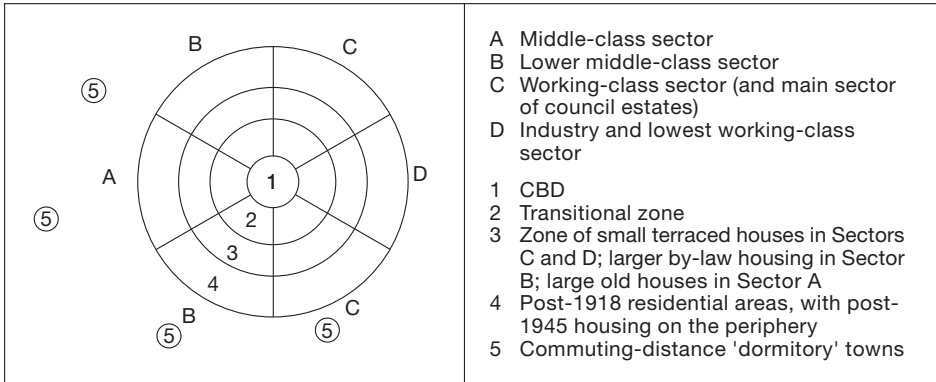 B
C
5
A
1
D
2
5
3
4
B
C
5
5
A Middle-class sector
B Lower middle-class sector
C Working-class sector (and main sector
of council estates)
D Industry and lowest working-class
sector
1 CBD
2 Transitional zone
3 Zone of small terraced houses in Sectors
C and D; larger by-law housing in Sector
B; large old houses in Sector A
4 Post-1918 residential areas, with post-
1945 housing on the periphery
5 Commuting-distance 'dormitory' towns